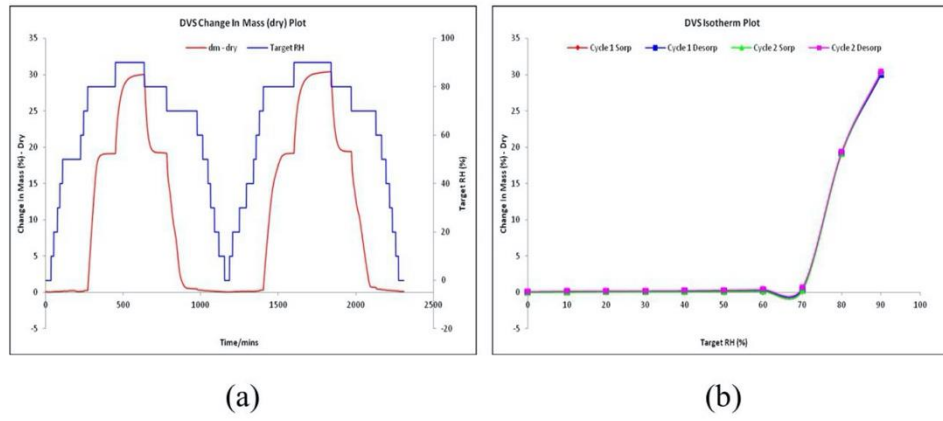 DVS Change In Mass (dry) Plot
dm - dry Target RH
35 100
30 80
25 60
20
15 40
10 20
5
0 0
-5 -20
0 500 1000 1500 2000 2500
Change In Mass (%) - Dry
Target RH (%)
Time/mins
(a)
DVS Isotherm Plot
Cycle 1 Sorp Cycle 1 Desorp Cycle 2 Sorp Cycle 2 Desorp
35
30
25
20
15
10
5
0
-5
0 10 20 30 40 50 60 70 80 90 100
Change In Mass (%) - Dry
Target RH (%)
(b)